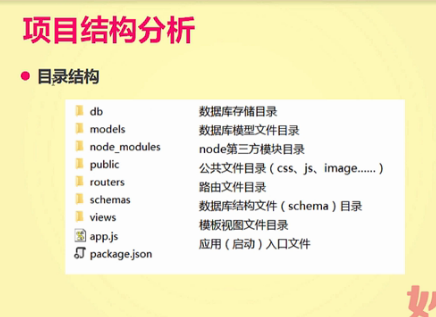 项目结构分析
目录结构
db 数据库存储目录
models 数据库模型文件目录
node_modules node第三方模块目录
public 公共文件目录（css、js、image……）
routers 路由文件目录
schemas 数据库结构文件（schema）目录
views 模板视图文件目录
app.js 应用（启动）入口文件
package.json